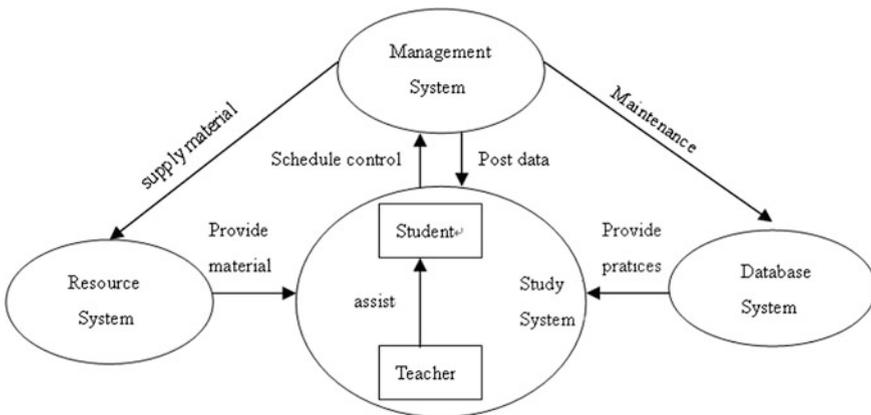 Management
System
supply material
Maintenance
Schedule control
Post data
Provide
material
Student↵
Provide
pratices
Resource
System
assist
Study
System
Database
System
Teacher